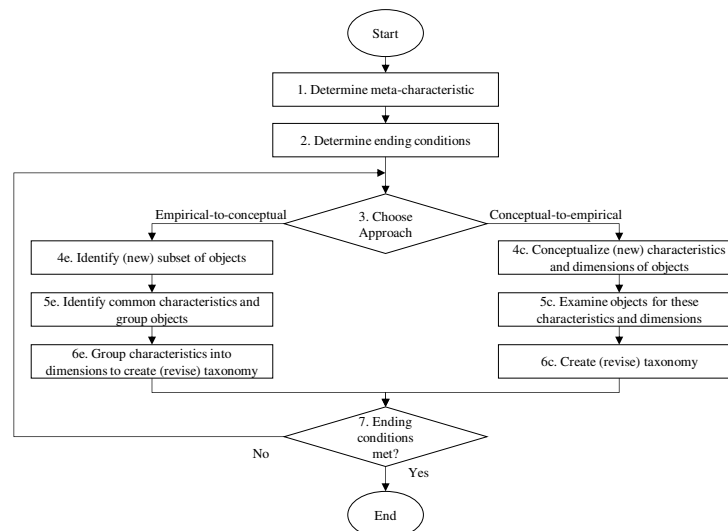 Start
1. Determine meta-characteristic
2. Determine ending conditions
Empirical-to-conceptual
3. Choose
Approach
Conceptual-to-empirical
4e. Identify (new) subset of objects
5e. Identify common characteristics and
group objects
6e. Group characteristics into
dimensions to create (revise) taxonomy
4c. Conceptualize (new) characteristics
and dimensions of objects
5c. Examine objects for these
characteristics and dimensions
6c. Create (revise) taxonomy
7. Ending
conditions
met?
No
Yes
End